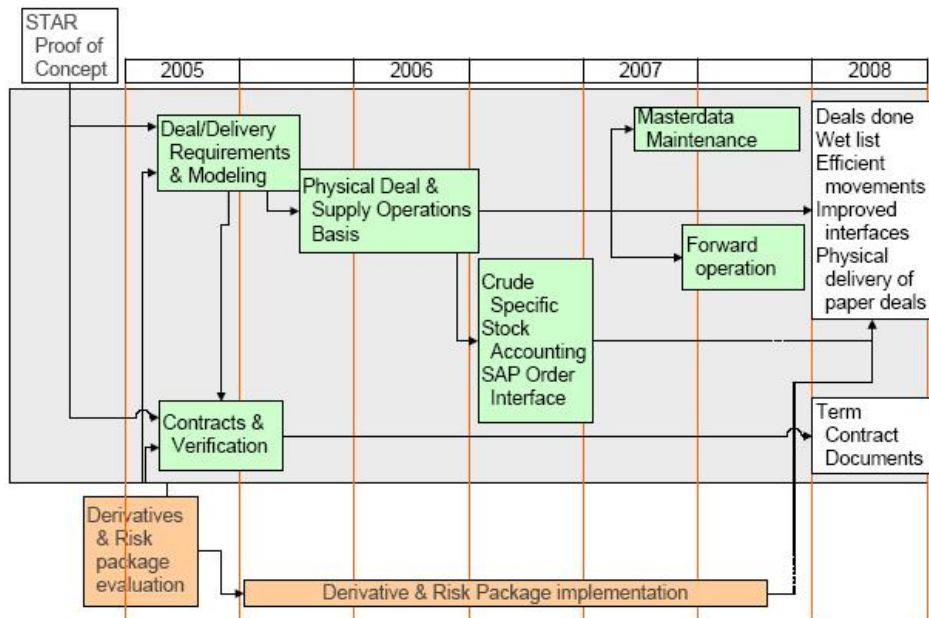 STAR
Proof of
Concept
2005
2006
2007
2008
Deal/Delivery
Requirements
& Modeling
Physical Deal &
Supply Operations
Basis
Crude
Specific
Stock
Accounting
SAP Order
Interface
Masterdata
Maintenance
Forward
operation
Deals done
Wet list
Efficient
movements
Improved
interfaces
Physical
delivery of
paper deals
Contracts &
Verification
Term
Contract
Documents
Derivatives
& Risk
package
evaluation
Derivative & Risk Package implementation